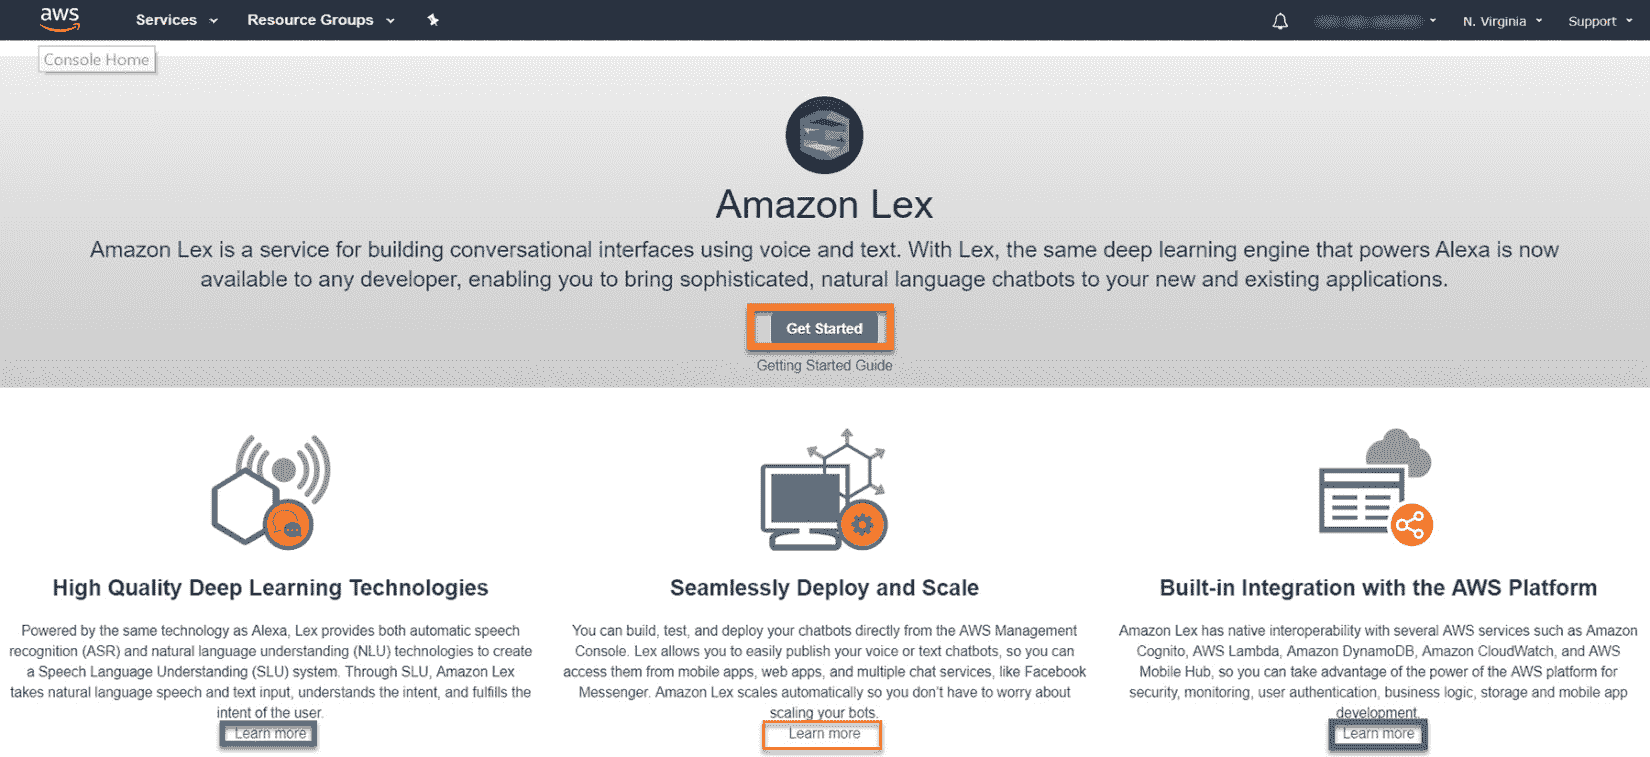 aws Services Resource Groups N. Virginia Support
Console Home
Amazon Lex
Amazon Lex is a service for building conversational interfaces using voice and text. With Lex, the same deep learning engine that powers Alexa is now
available to any developer, enabling you to bring sophisticated, natural language chatbots to your new and existing applications.
Get Started
Getting Started Guide
High Quality Deep Learning Technologies
Powered by the same technology as Alexa, Lex provides both automatic speech
recognition (ASR) and natural language understanding (NLU) technologies to create
a Speech Language Understanding (SLU) system. Through SLU, Amazon Lex
takes natural language speech and text input, understands the intent, and fulfills the
intent of the user.
Learn more
Seamlessly Deploy and Scale
You can build, test, and deploy your chatbots directly from the AWS Management
Console. Lex allows you to easily publish your voice or text chatbots, so you can
access them from mobile apps, web apps, and multiple chat services, like Facebook
Messenger. Amazon Lex scales automatically so you don't have to worry about
scaling your bots.
Learn more
Built-in Integration with the AWS Platform
Amazon Lex has native interoperability with several AWS services such as Amazon
Cognito, AWS Lambda, Amazon DynamoDB, Amazon CloudWatch, and AWS
Mobile Hub, so you can take advantage of the power of the AWS platform for
security, monitoring, user authentication, business logic, storage and mobile app
development.
Learn more